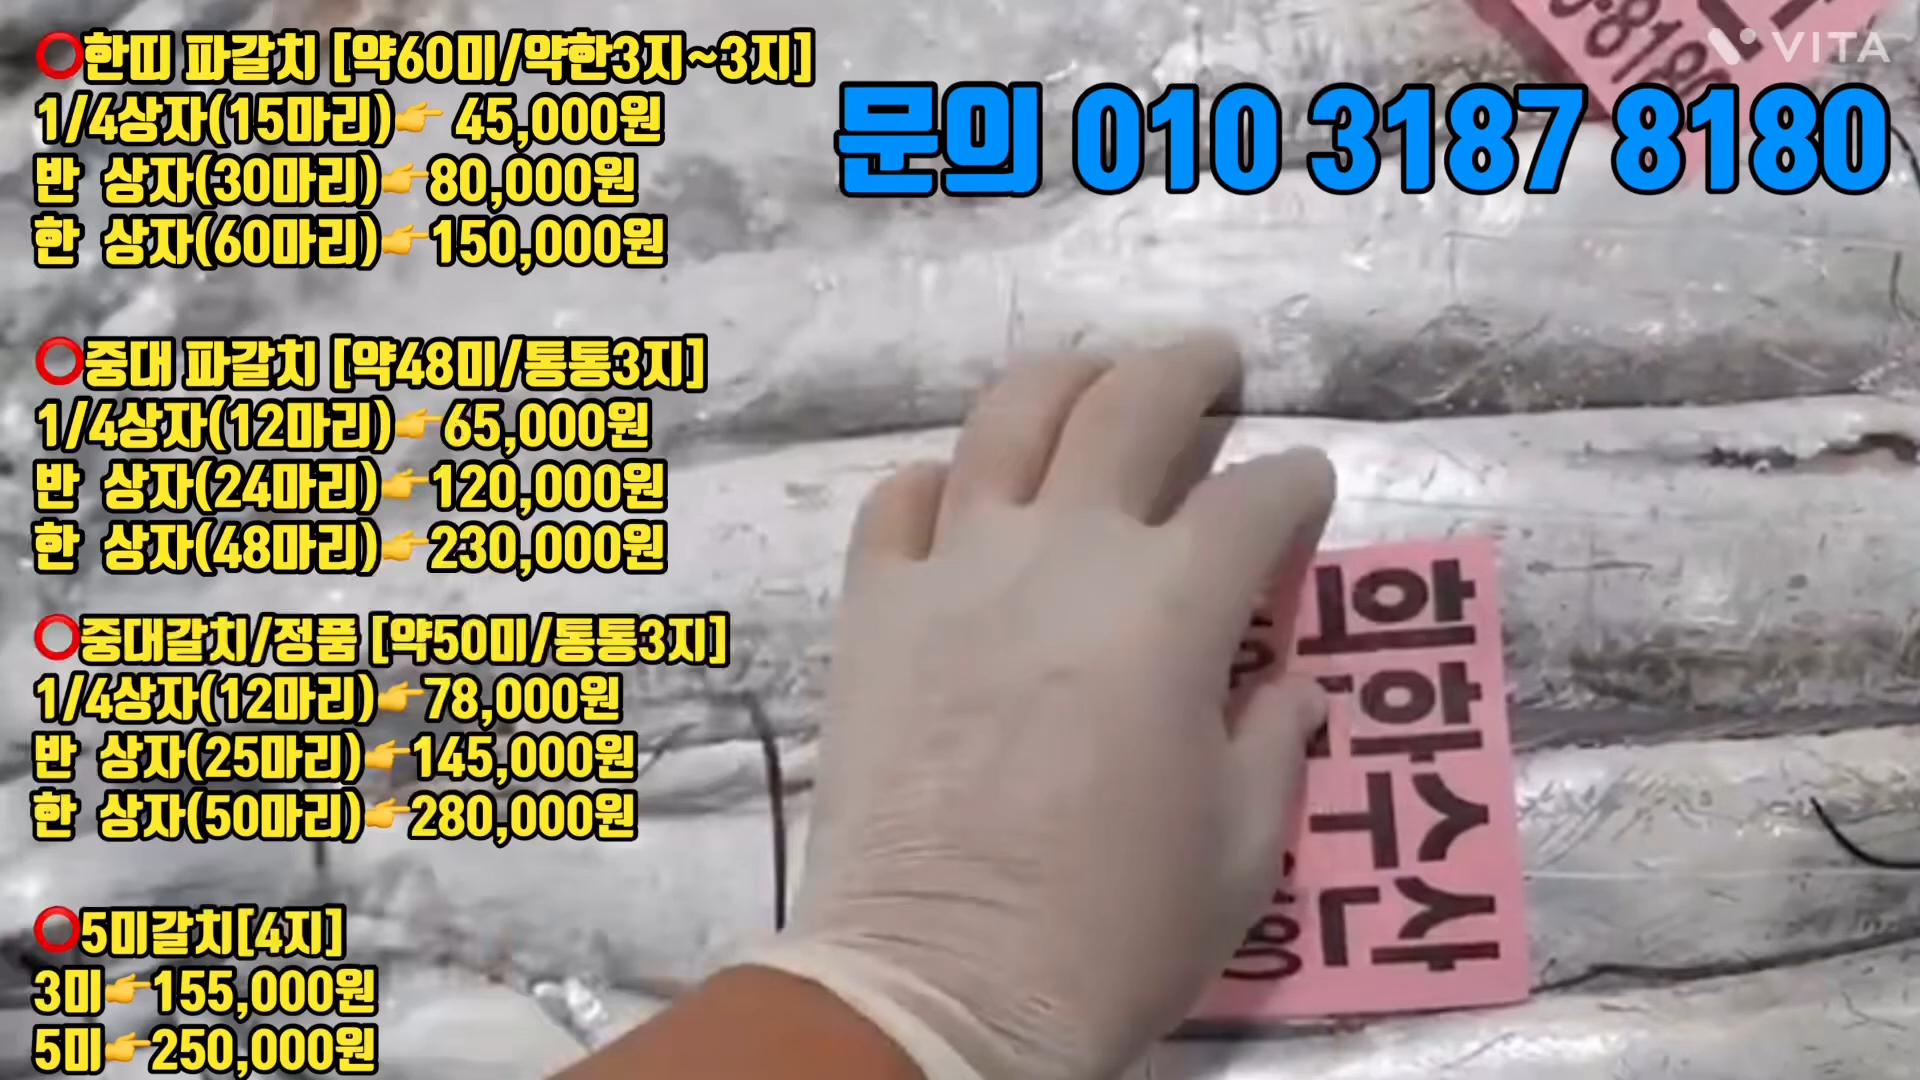 ⭕한띠 파갈치 [약60미/약한3지~3지]
1/4상자(15마리)👉 45,000원
반 상자(30마리)👉80,000원
한 상자(60마리)👉150,000원
문의 010 3187 8180
⭕중대 파갈치 [약48미/통통3지]
1/4상자(12마리)👉65,000원
반 상자(24마리)👉120,000원
한 상자(48마리)👉230,000원
⭕중대갈치/정품 [약50미/통통3지]
1/4상자(12마리)👉78,000원
반 상자(25마리)👉145,000원
한 상자(50마리)👉280,000원
⭕5미갈치[4지]
3미👉155,000원
5미👉250,000원
VITA
8180
수산